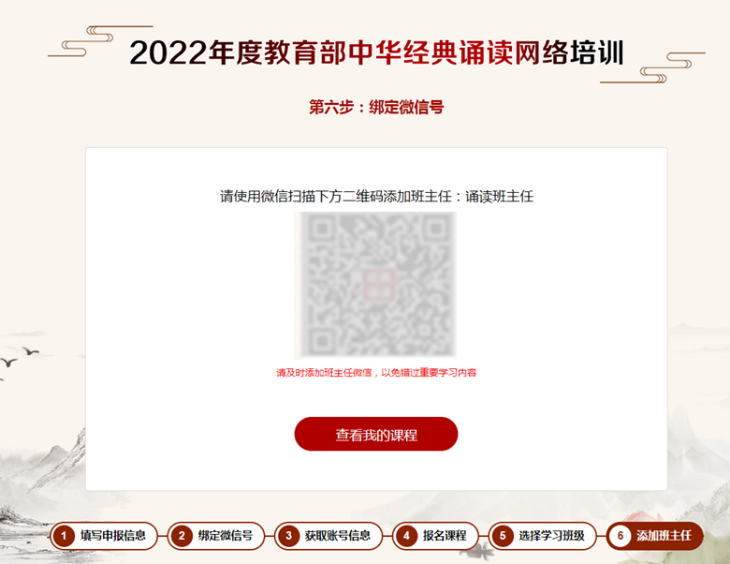 2022年度教育部中华经典诵读网络培训
第六步：绑定微信号
请使用微信扫描下方二维码添加班主任：诵读班主任
请及时添加班主任微信，以免错过重要学习内容
查看我的课程
1 填写申报信息 2 绑定微信号 3 获取账号信息 4 报名课程 5 选择学习班级 6 添加班主任